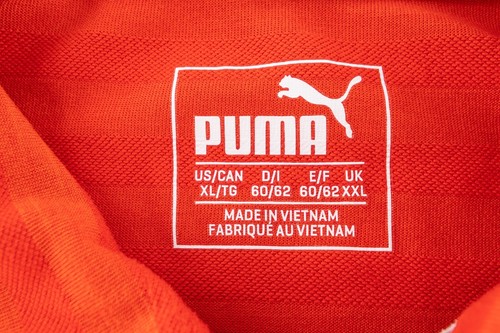 PUMA
US/CAN D/I E/F UK
XL/TG 60/62 60/62 XXL
MADE IN VIETNAM
FABRIQUÉ AU VIETNAM